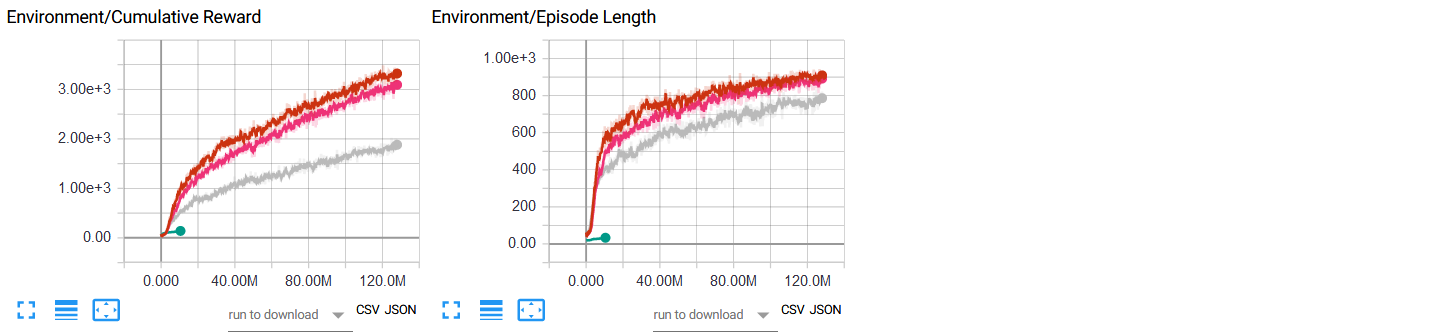 Environment/Cumulative Reward
3.00e+3
2.00e+3
1.00e+3
0.00
0.000 40.00M 80.00M 120.0M
run to download CSV JSON
Environment/Episode Length
1.00e+3
800
600
400
200
0.00
0.000 40.00M 80.00M 120.0M
run to download CSV JSON